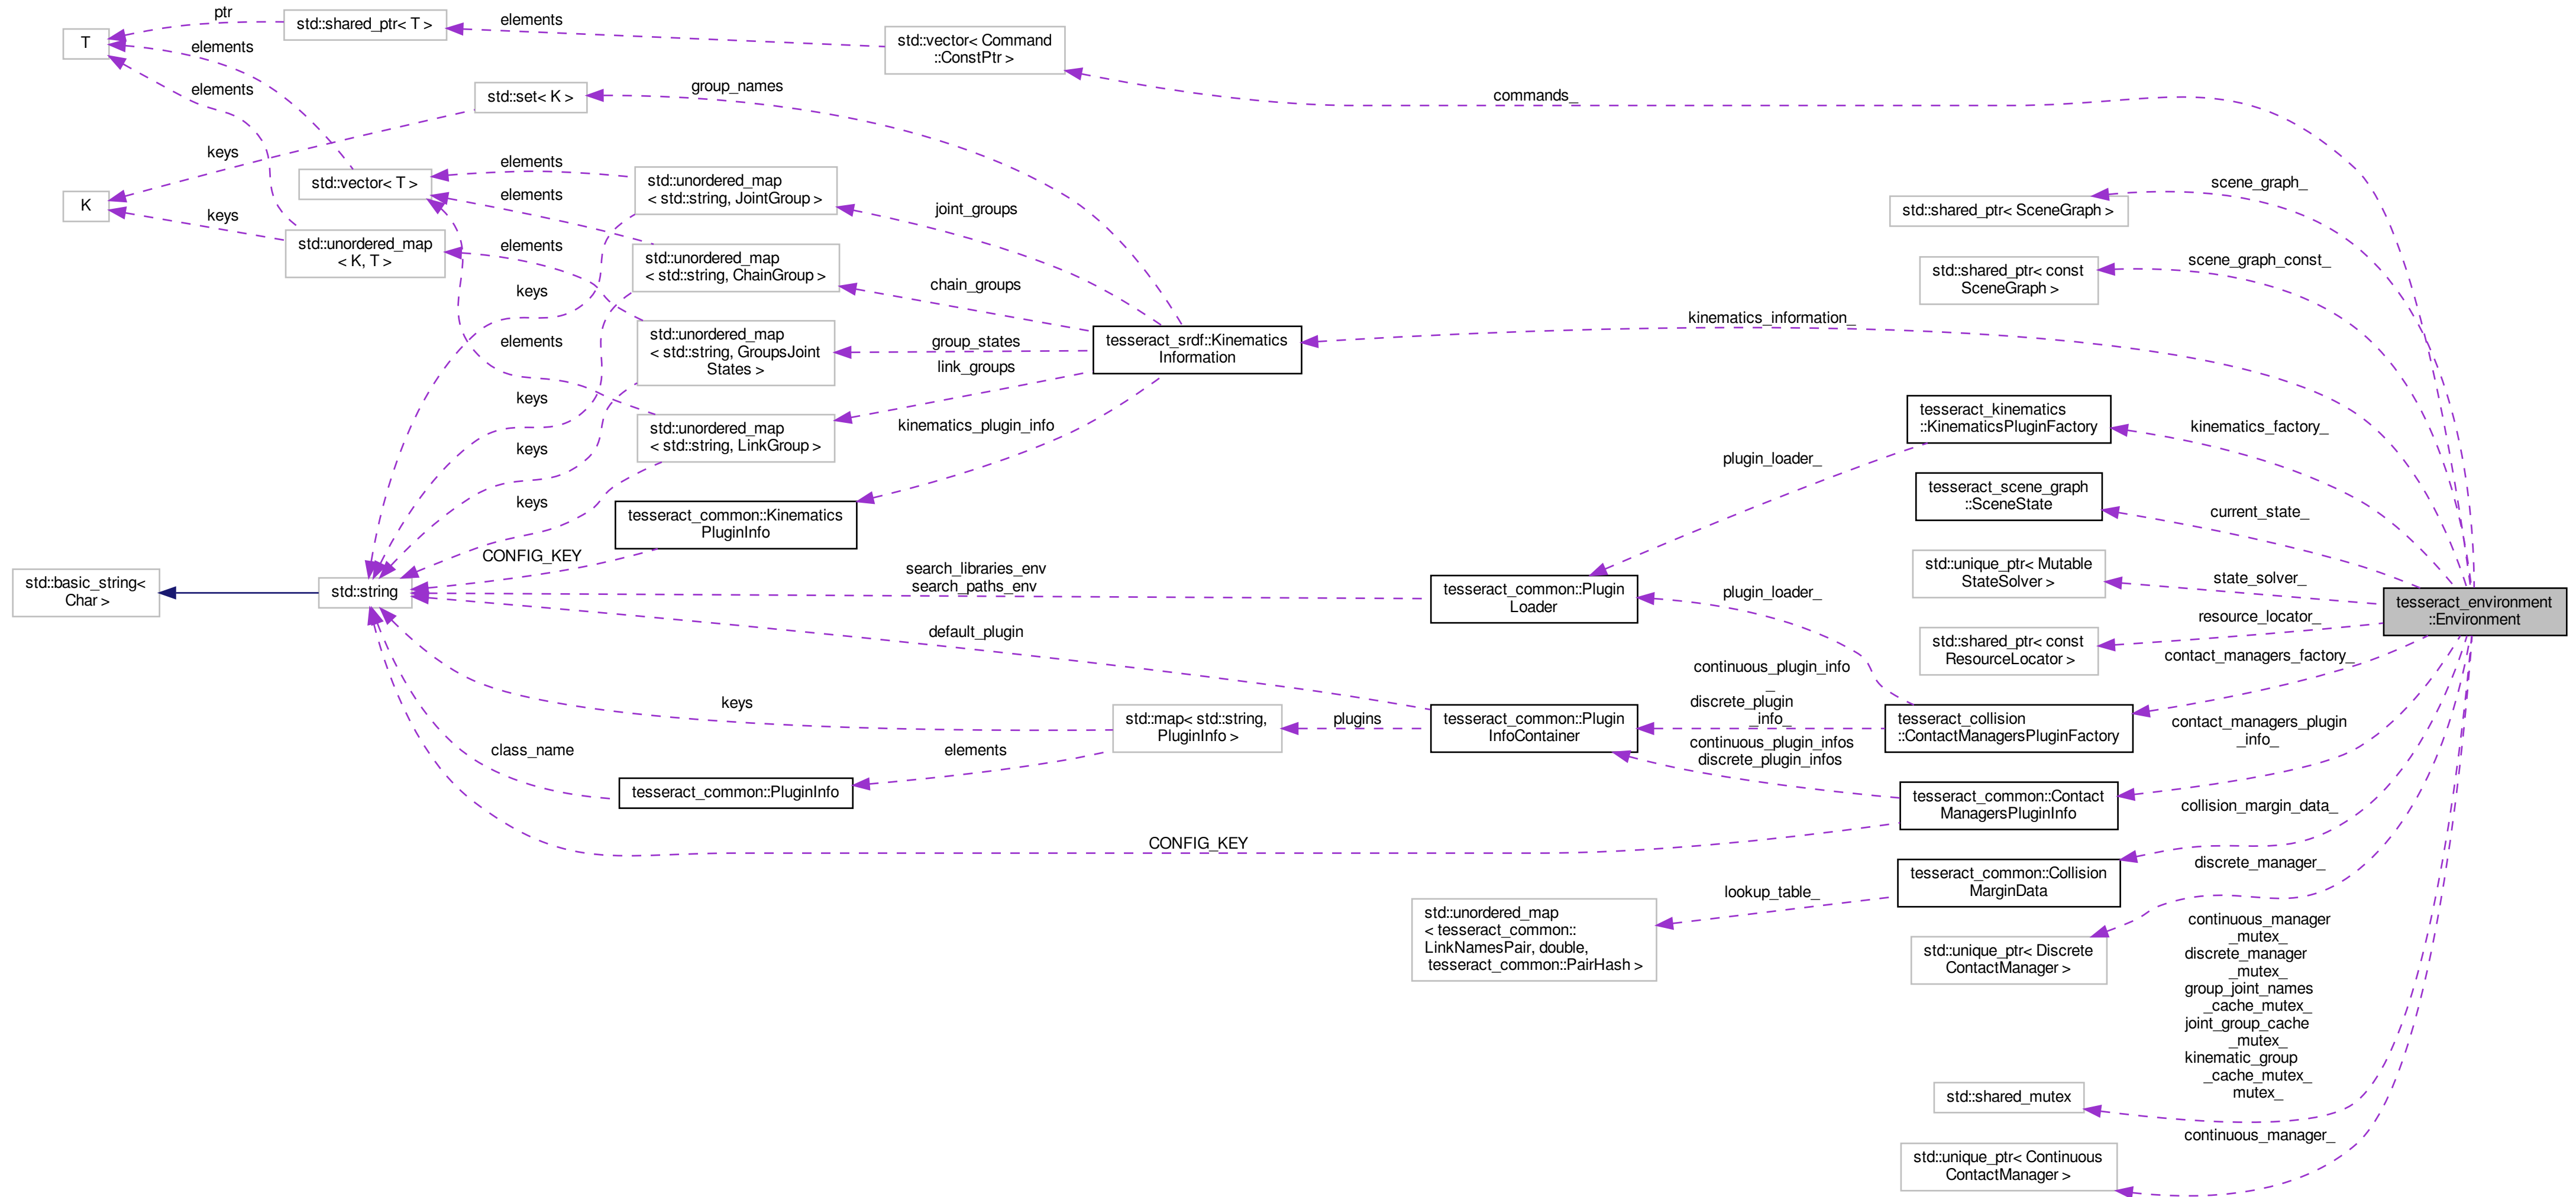 T
ptr
std::shared_ptr< T >
elements
std::vector< Command
::ConstPtr >
elements
elements
std::set< K >
group_names
commands_
keys
K
keys
std::vector< T >
elements
elements
std::unordered_map
< std::string, JointGroup >
joint_groups
std::unordered_map
< K, T >
elements
std::unordered_map
< std::string, ChainGroup >
chain_groups
keys
elements
std::unordered_map
< std::string, GroupsJoint
States >
group_states
link_groups
tesseract_srdf::Kinematics
Information
kinematics_information_
keys
std::unordered_map
< std::string, LinkGroup >
kinematics_plugin_info
keys
keys
tesseract_common::Kinematics
PluginInfo
CONFIG_KEY
std::basic_string<
Char >
std::string
search_libraries_env
search_paths_env
default_plugin
tesseract_common::Plugin
Loader
plugin_loader_
plugin_loader_
keys
std::map< std::string,
PluginInfo >
plugins
tesseract_common::Plugin
InfoContainer
continuous_plugin_info
_
discrete_plugin
_info_
continuous_plugin_infos
discrete_plugin_infos
class_name
elements
tesseract_common::PluginInfo
CONFIG_KEY
std::shared_ptr< SceneGraph >
scene_graph_
std::shared_ptr< const
SceneGraph >
scene_graph_const_
tesseract_kinematics
::KinematicsPluginFactory
kinematics_factory_
tesseract_scene_graph
::SceneState
current_state_
std::unique_ptr< Mutable
StateSolver >
state_solver_
std::shared_ptr< const
ResourceLocator >
resource_locator_
tesseract_environment
::Environment
contact_managers_factory_
tesseract_collision
::ContactManagersPluginFactory
contact_managers_plugin
_info_
tesseract_common::Contact
ManagersPluginInfo
collision_margin_data_
tesseract_common::Collision
MarginData
lookup_table_
std::unordered_map
< tesseract_common::
LinkNamesPair, double,
tesseract_common::PairHash >
discrete_manager_
std::unique_ptr< Discrete
ContactManager >
continuous_manager
_mutex_
discrete_manager
_mutex_
group_joint_names
_cache_mutex_
joint_group_cache
_mutex_
kinematic_group
_cache_mutex_
mutex_
std::shared_mutex
continuous_manager_
std::unique_ptr< Continuous
ContactManager >